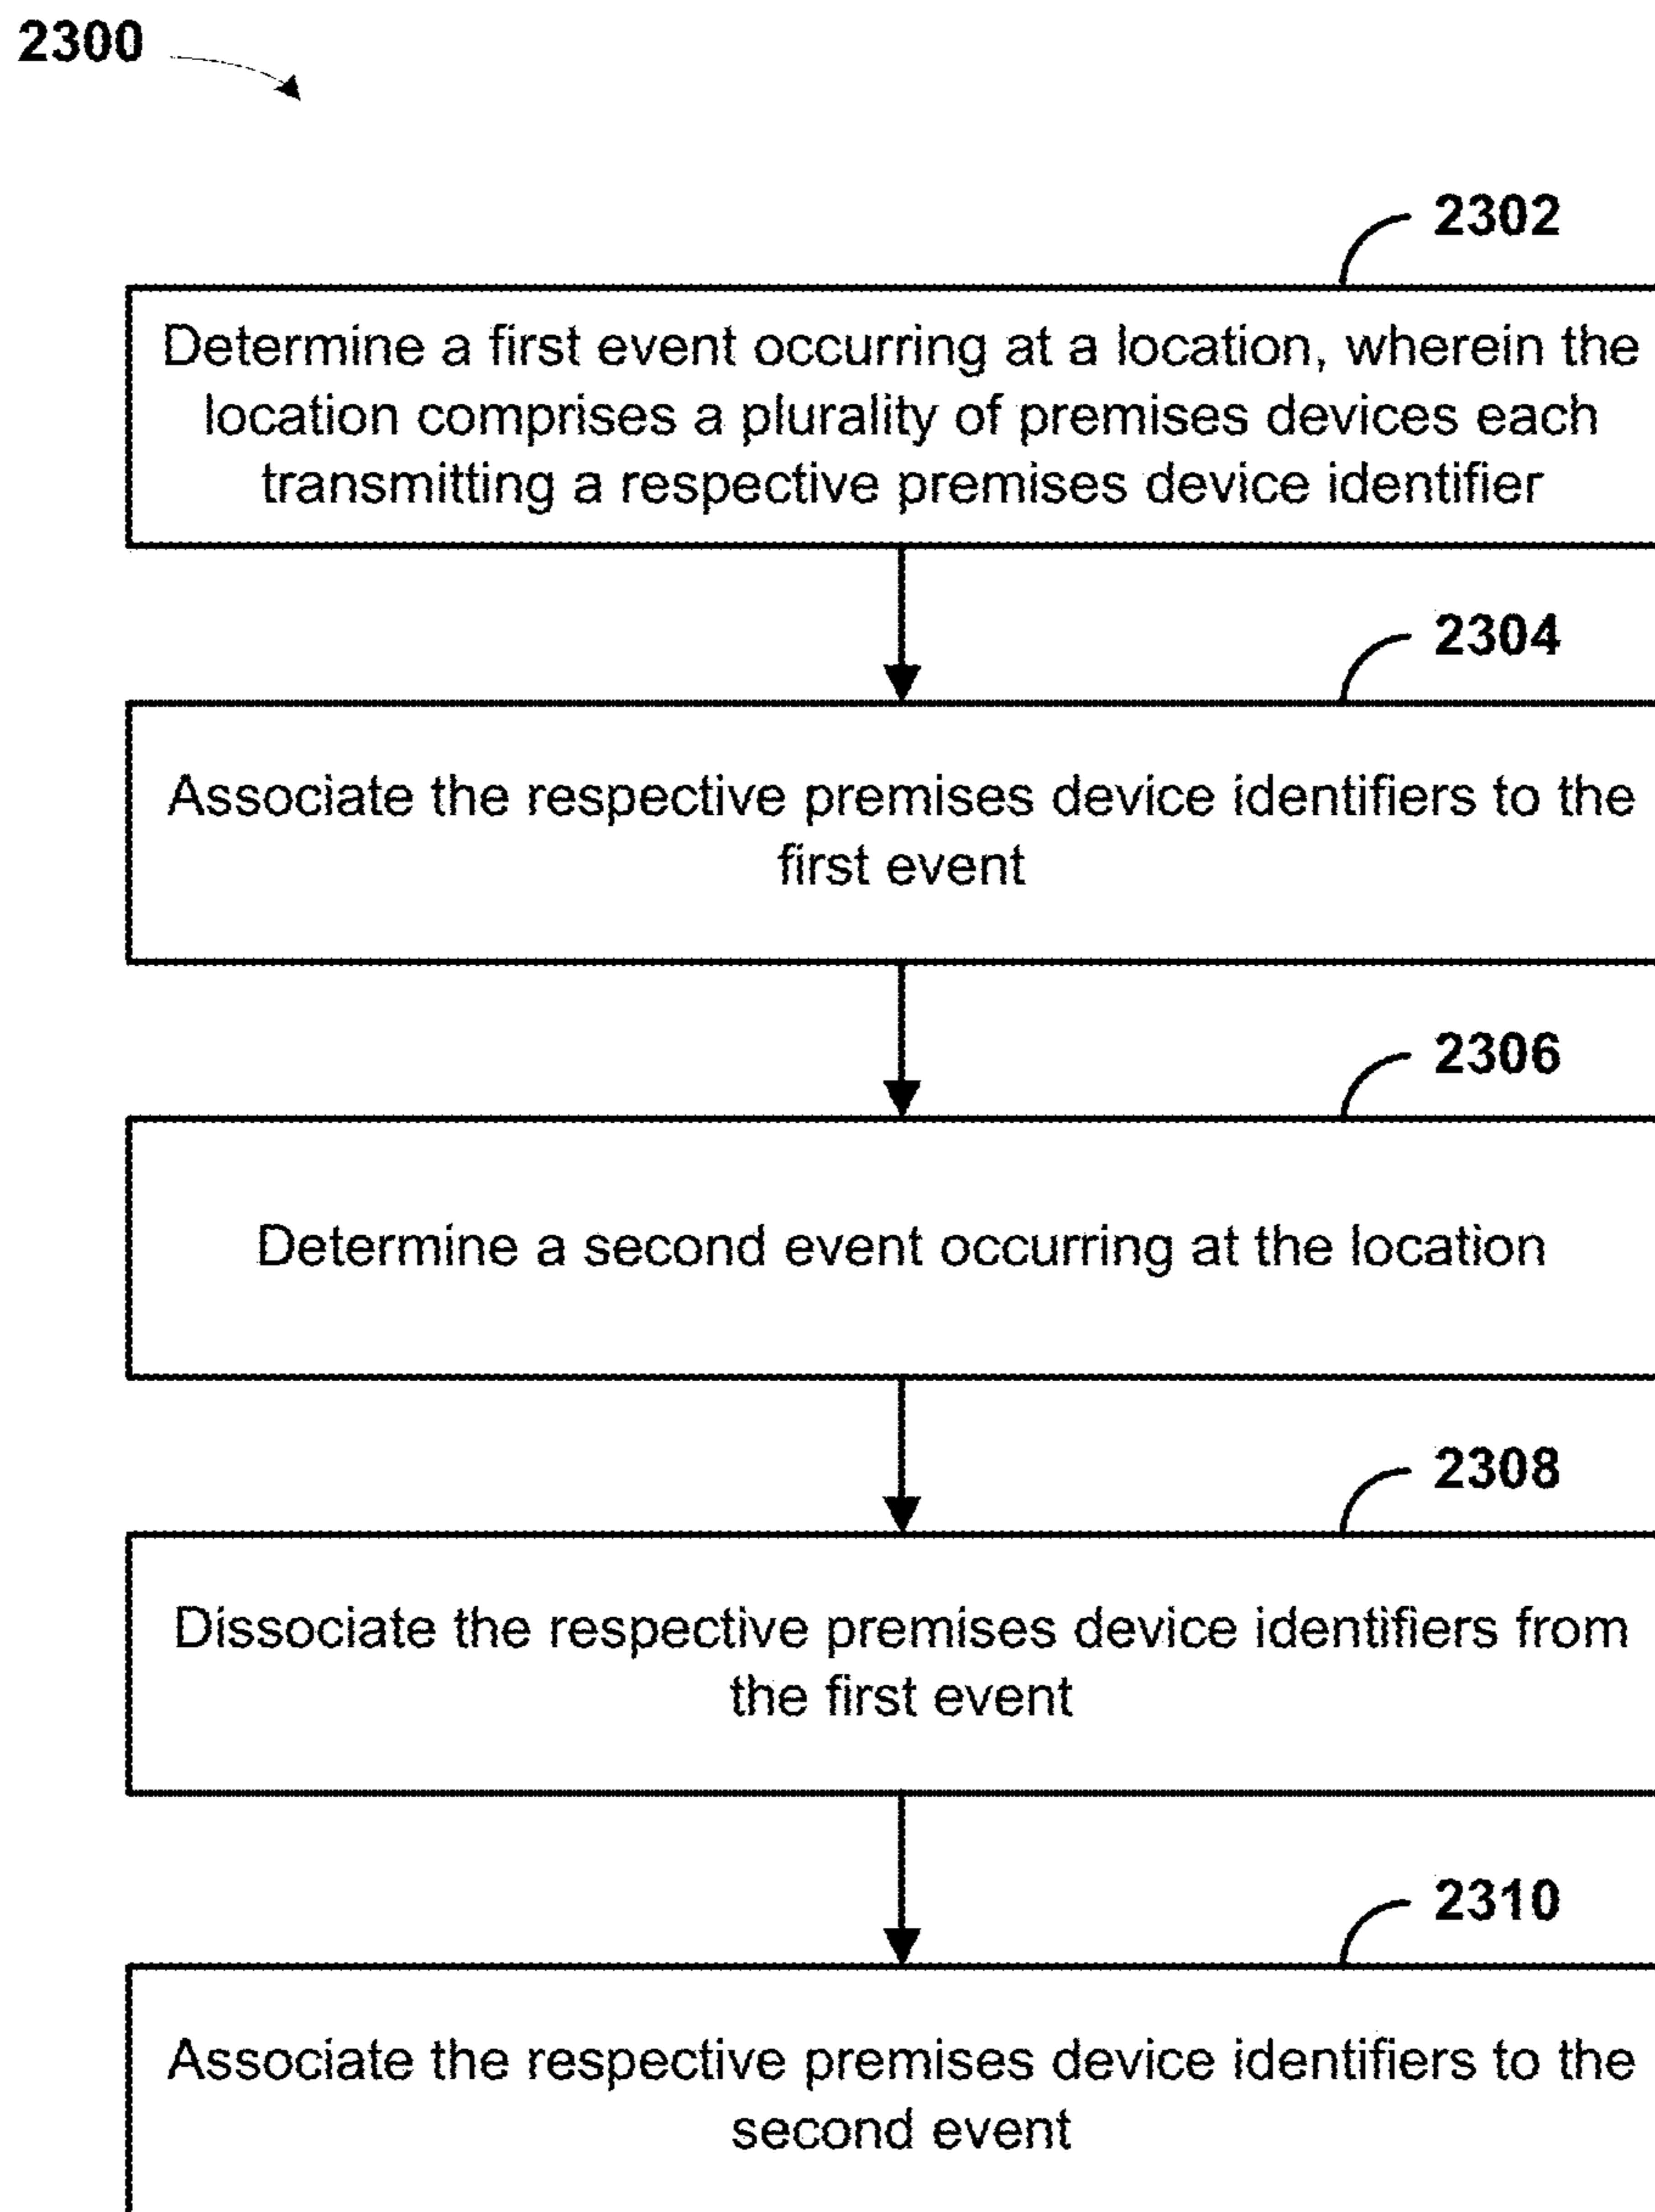 2300
2302
Determine a first event occurring at a location, wherein the
location comprises a plurality of premises devices each
transmitting a respective premises device identifier
2304
Associate the respective premises device identifiers to the
first event
2306
Determine a second event occurring at the location
2308
Dissociate the respective premises device identifiers from
the first event
2310
Associate the respective premises device identifiers to the
second event